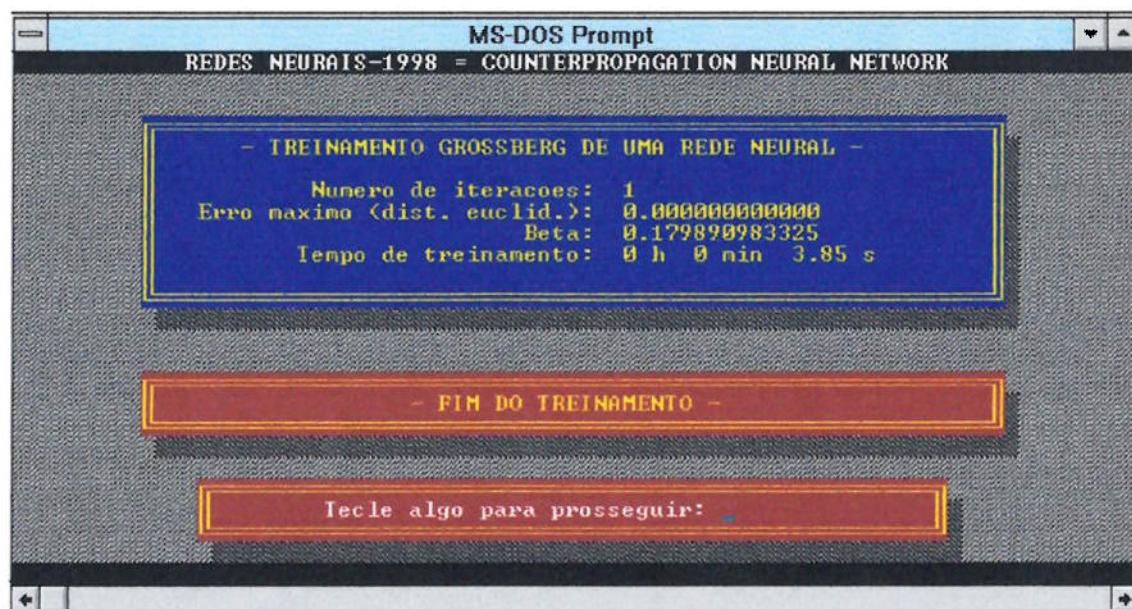 MS-DOS Prompt
REDES NEURAIS-1998 = COUNTERPROPAGATION NEURAL NETWORK
- TREINAMENTO GROSSBERG DE UMA REDE NEURAL -
Numero de iteracoes: 1
Erro maximo (dist. euclid.): 0.000000000000
Beta: 0.179890983325
Tempo de treinamento: 0 h 0 min 3.85 s
- FIM DO TREINAMENTO -
Tecle algo para prosseguir: _